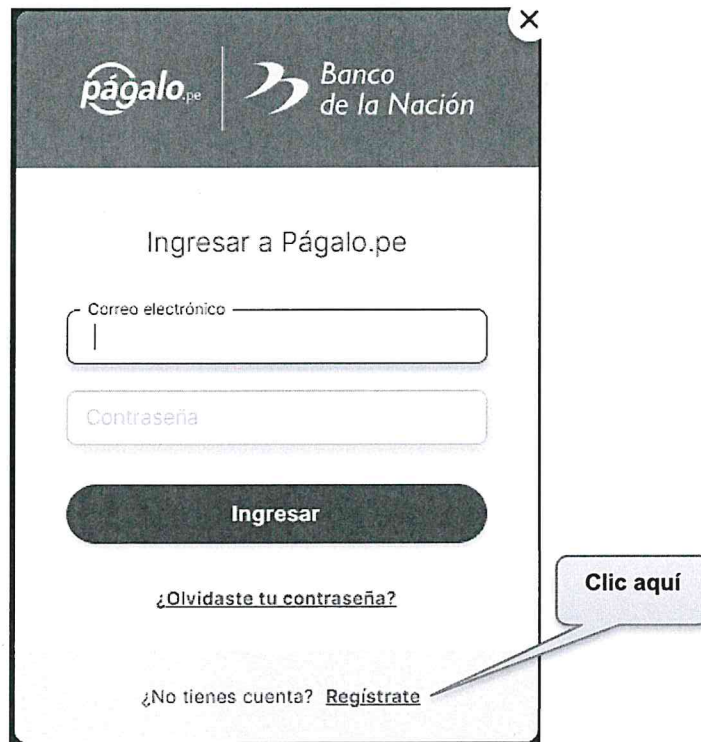 págalo.pe
Banco
de la Nación
Ingresar a Págalo.pe
Correo electrónico
Contraseña
Ingresar
¿Olvidaste tu contraseña?
Clic aquí
¿No tienes cuenta? Regístrate